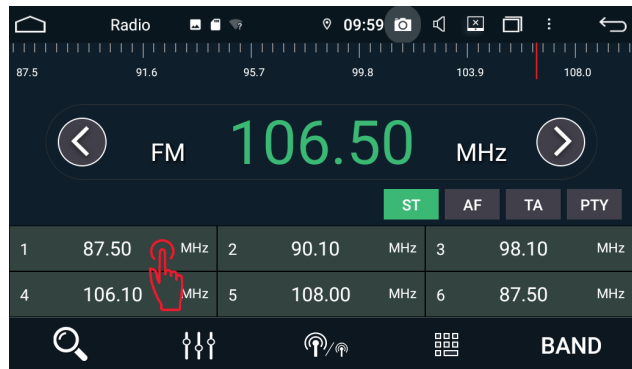 Radio 09:59
87.5 91.6 95.7 99.8 103.9 108.0
FM 106.50 MHz
ST AF TA PTY
1 87.50 MHz 2 90.10 MHz 3 98.10 MHz
4 106.10 MHz 5 108.00 MHz 6 87.50 MHz
BAND